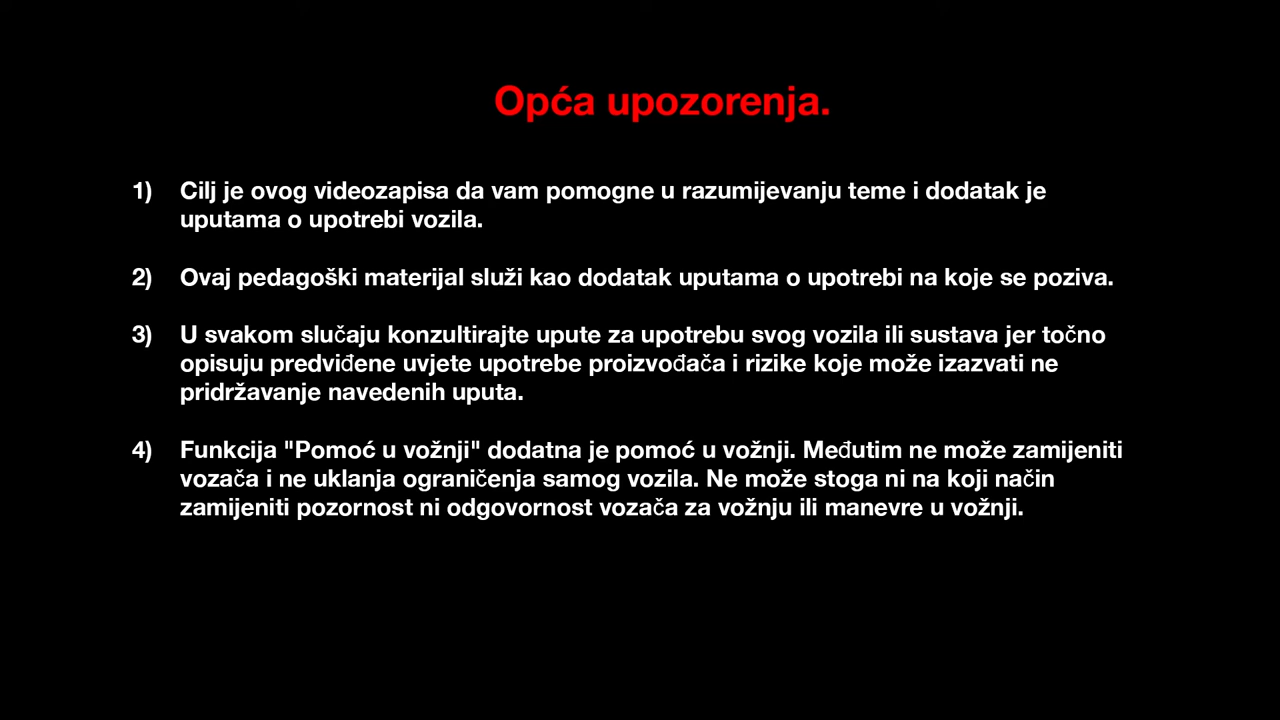 Opća upozorenja.
1) Cilj je ovog videozapisa da vam pomogne u razumijevanju teme i dodatak je
uputama o upotrebi vozila.
2) Ovaj pedagoški materijal služi kao dodatak uputama o upotrebi na koje se poziva.
3) U svakom slučaju konzultirajte upute za upotrebu svog vozila ili sustava jer točno
opisuju predviđene uvjete upotrebe proizvođača i rizike koje može izazvati ne
pridržavanje navedenih uputa.
4) Funkcija "Pomoć u vožnji" dodatna je pomoć u vožnji. Međutim ne može zamijeniti
vozača i ne uklanja ograničenja samog vozila. Ne može stoga ni na koji način
zamijeniti pozornost ni odgovornost vozača za vožnju ili manevre u vožnji.